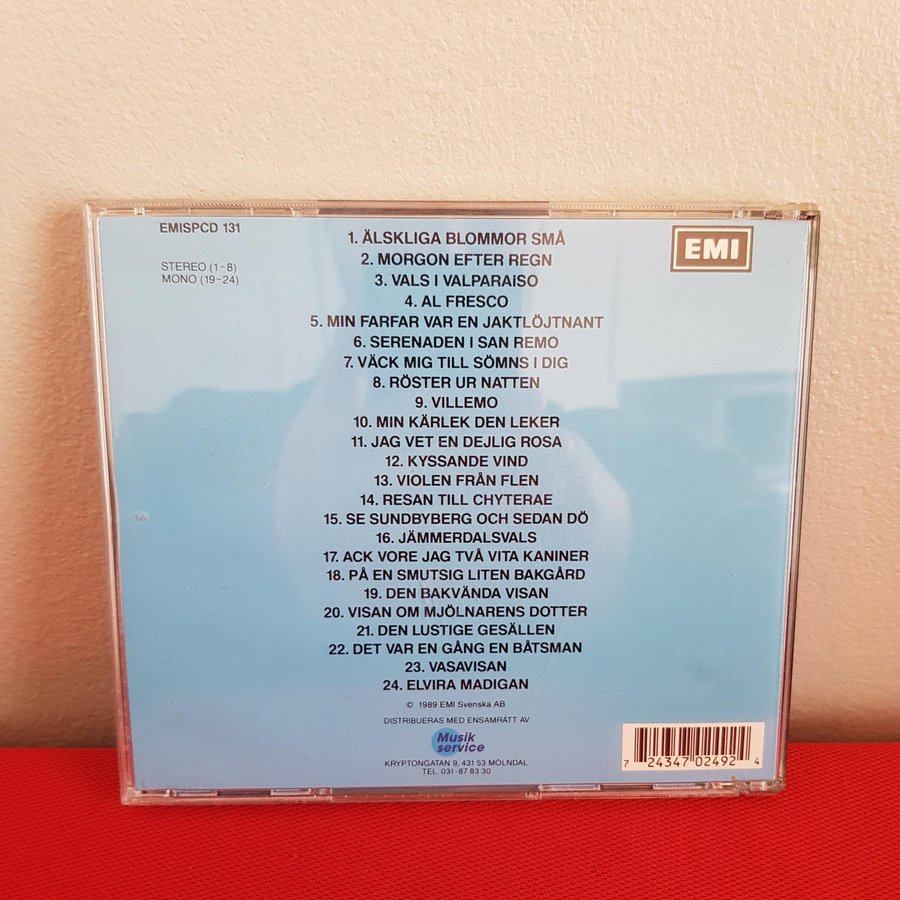 EMISPCD 131
STEREO (1-8)
MONO (19-24)
EMI
1. ÄLSKLIGA BLOMMOR SMÅ
2. MORGON EFTER REGN
3. VALS I VALPARAISO
4. AL FRESCO
5. MIN FARFAR VAR EN JAKTLÖJTNANT
6. SERENADEN I SAN REMO
7. VÄCK MIG TILL SÖMNS I DIG
8. RÖSTER UR NATTEN
9. VILLEMO
10. MIN KÄRLEK DEN LEKER
11. JAG VET EN DEJLIG ROSA
12. KYSSANDE VIND
13. VIOLEN FRÅN FLEN
14. RESAN TILL CHYTERAE
15. SE SUNDBYBERG OCH SEDAN DÖ
16. JÄMMERDALSVALS
17. ACK VORE JAG TVÅ VITA KANINER
18. PÅ EN SMUTSIG LITEN BAKGÅRD
19. DEN BAKVÄNDA VISAN
20. VISAN OM MJÖLNARENS DOTTER
21. DEN LUSTIGE GESÄLLEN
22. DET VAR EN GÅNG EN BÅTSMAN
23. VASAVISAN
24. ELVIRA MADIGAN
© 1989 EMI Svenska AB
DISTRIBUERAS MED ENSAMRÄTT AV
Musik
service
KRYPTONGATAN 9, 431 53 MÖLNDAL
TEL. 031-87 83 30
7 24347 02492 4